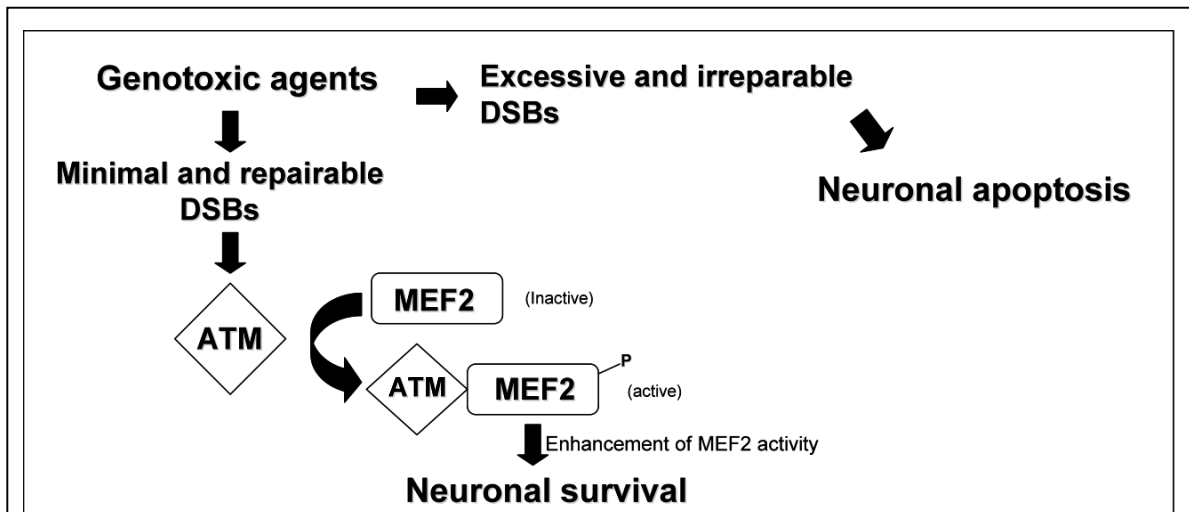 Genotoxic agents
Excessive and irreparable
DSBs
Minimal and repairable
DSBs
Neuronal apoptosis
MEF2
(Inactive)
ATM
P
ATM
MEF2
(active)
Enhancement of MEF2 activity
Neuronal survival